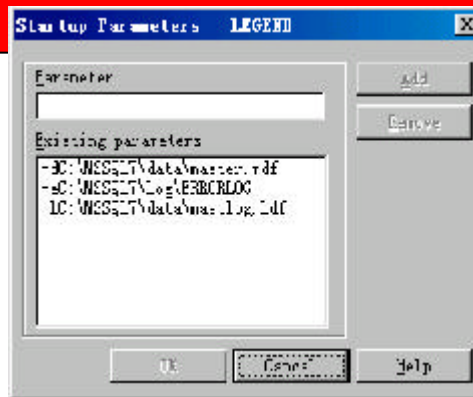 Startup Parameters LEGEND
Parameter
Add
Remove
Existing parameters
-dC:\MSSQL7\data\master.mdf
-eC:\MSSQL7\log\ERRORLOG
-lC:\MSSQL7\data\mastlog.ldf
OK
Cancel
Help